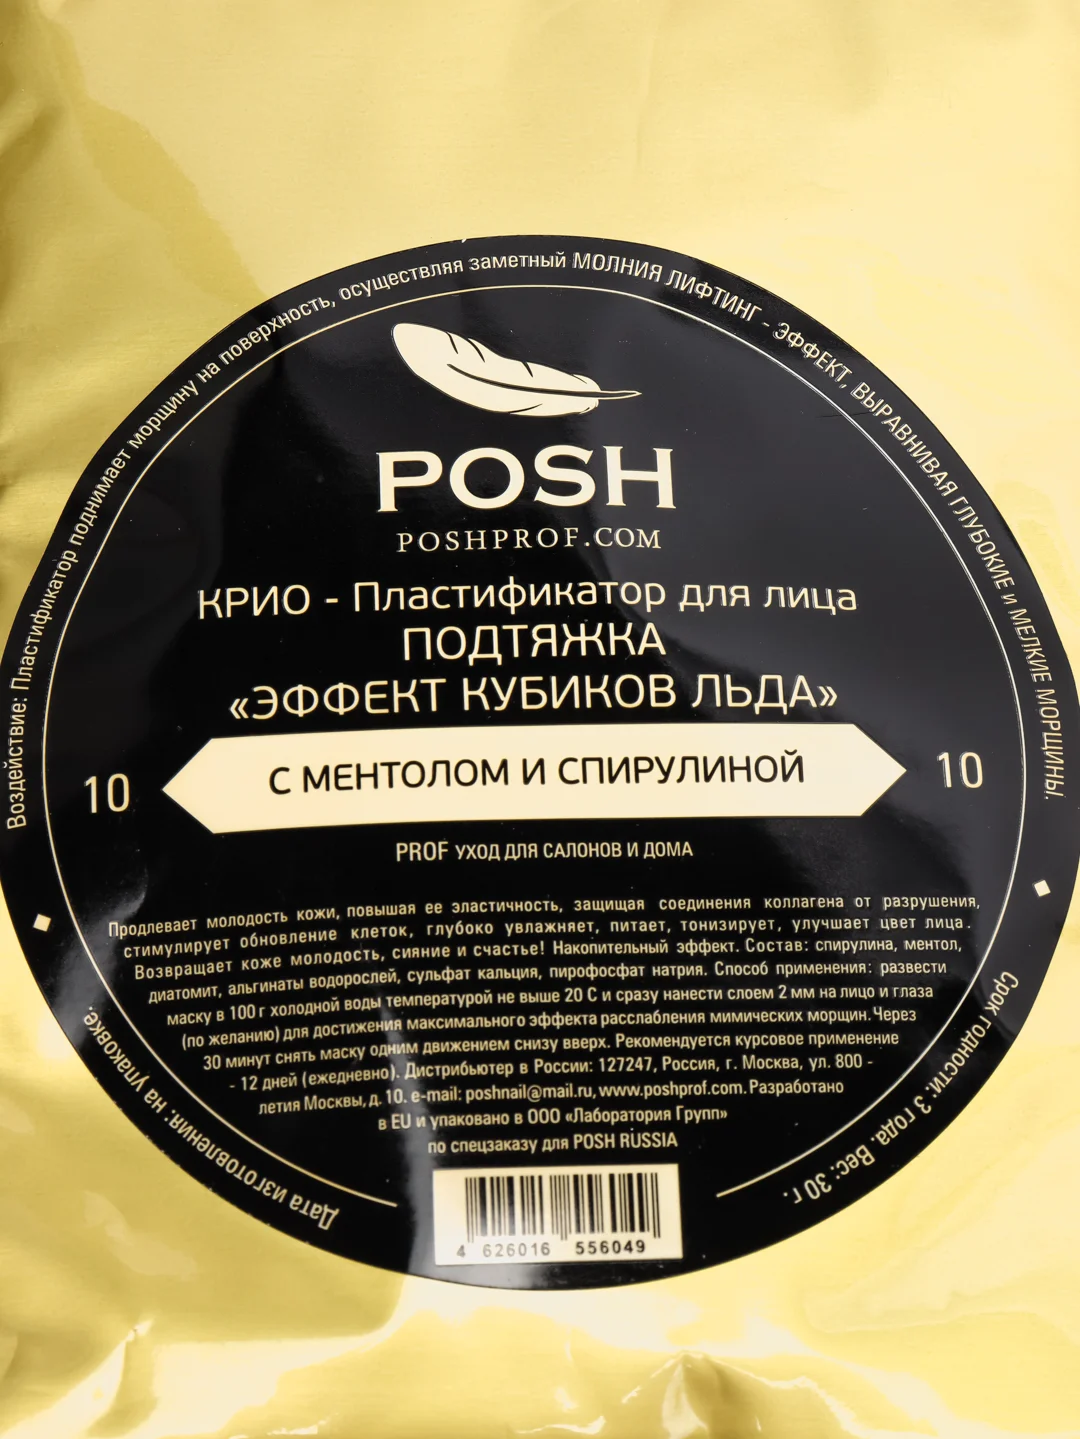 Воздействие: Пластификатор поднимает морщину на поверхность, осуществляя заметный МОЛНИЯ ЛИФТИНГ - ЭФФЕКТ, ВЫРАВНИВАЯ ГЛУБОКИЕ и МЕЛКИЕ МОРЩИНЫ.
POSH
POSHPROF.COM
КРИО - Пластификатор для лица
ПОДТЯЖКА
«ЭФФЕКТ КУБИКОВ ЛЬДА»
10 С МЕНТОЛОМ И СПИРУЛИНОЙ 10
PROF УХОД ДЛЯ САЛОНОВ И ДОМА
Продлевает молодость кожи, повышая ее эластичность, защищая соединения коллагена от разрушения,
стимулирует обновление клеток, глубоко увлажняет, питает, тонизирует, улучшает цвет лица.
Возвращает коже молодость, сияние и счастье! Накопительный эффект. Состав: спирулина, ментол,
диатомит, альгинаты водорослей, сульфат кальция, пирофосфат натрия. Способ применения: развести
маску в 100 г холодной воды температурой не выше 20 С и сразу нанести слоем 2 мм на лицо и глаза
(по желанию) для достижения максимального эффекта расслабления мимических морщин. Через
30 минут снять маску одним движением снизу вверх. Рекомендуется курсовое применение
- 12 дней (ежедневно). Дистрибьютер в России: 127247, Россия, г. Москва, ул. 800 -
летия Москвы, д. 10. e-mail: poshnail@mail.ru, www.poshprof.com. Разработано
в EU и упаковано в ООО «Лаборатория Групп»
по спецзаказу для POSH RUSSIA
4 626016 556049
Дата изготовления: на упаковке.
Срок годности: 3 года. Вес: 30 г.